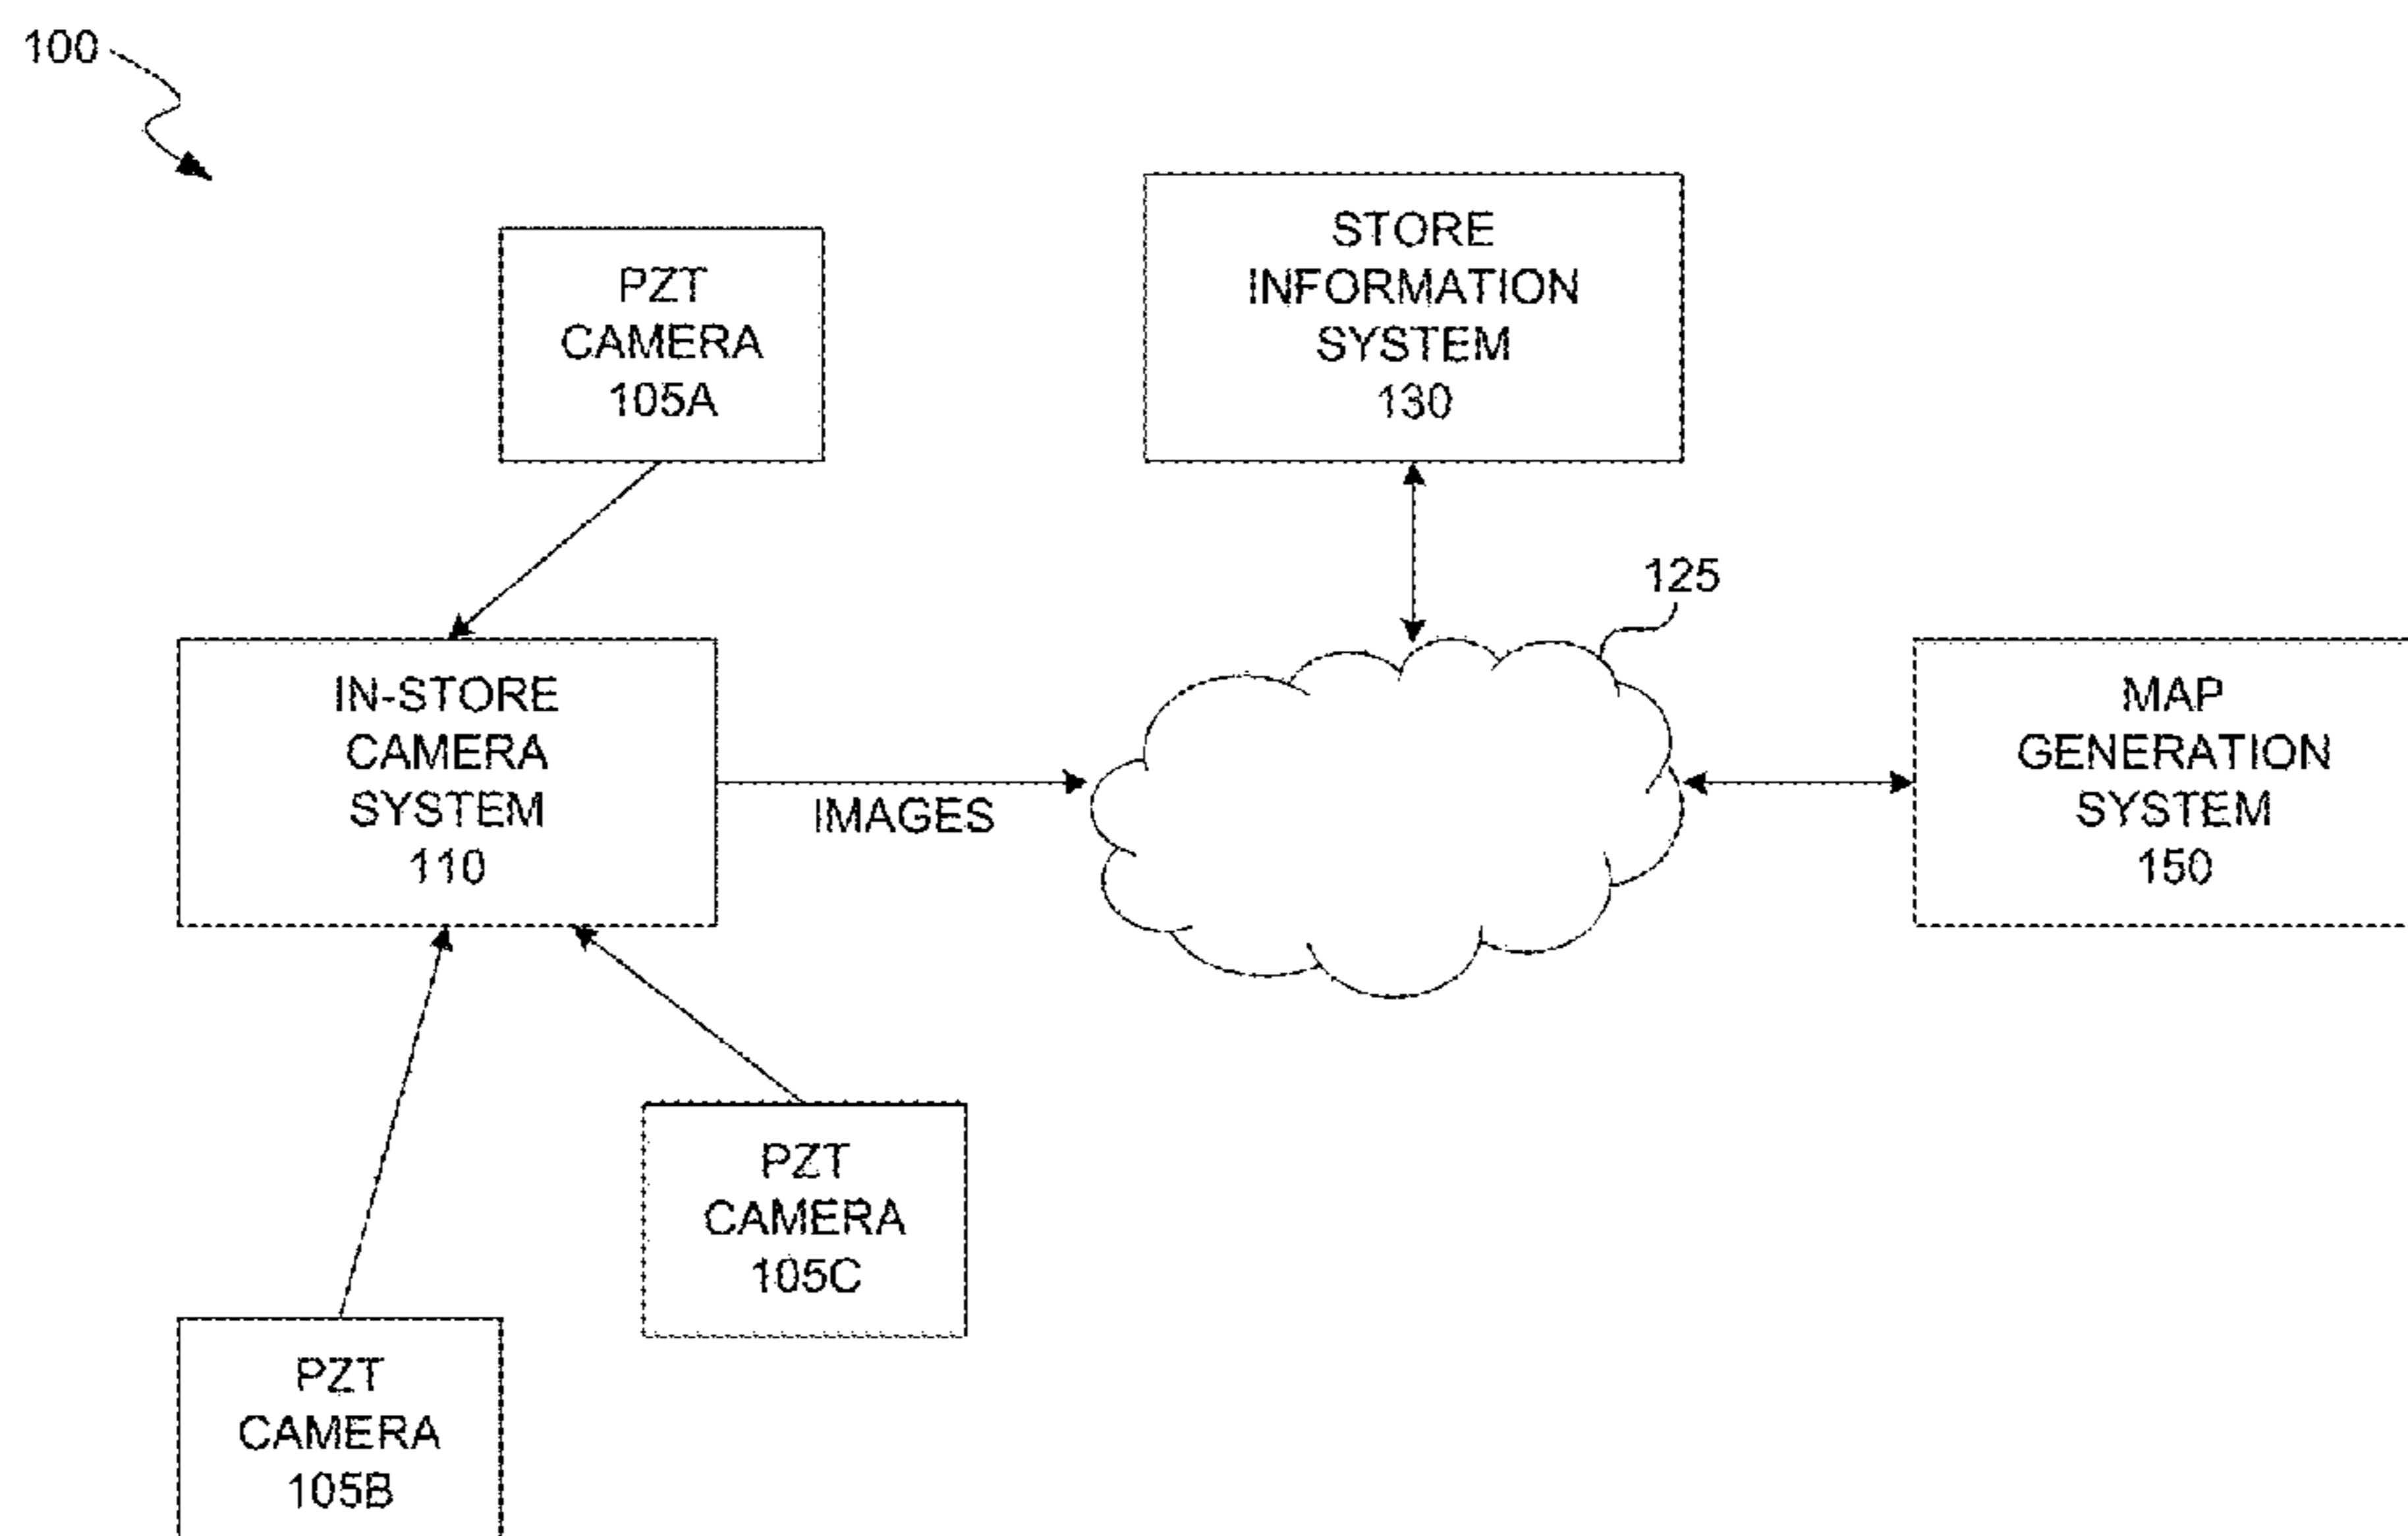 100
PZT
CAMERA
105A
STORE
INFORMATION
SYSTEM
130
125
IN-STORE
CAMERA
SYSTEM
110
IMAGES
MAP
GENERATION
SYSTEM
150
PZT
CAMERA
105C
PZT
CAMERA
105B